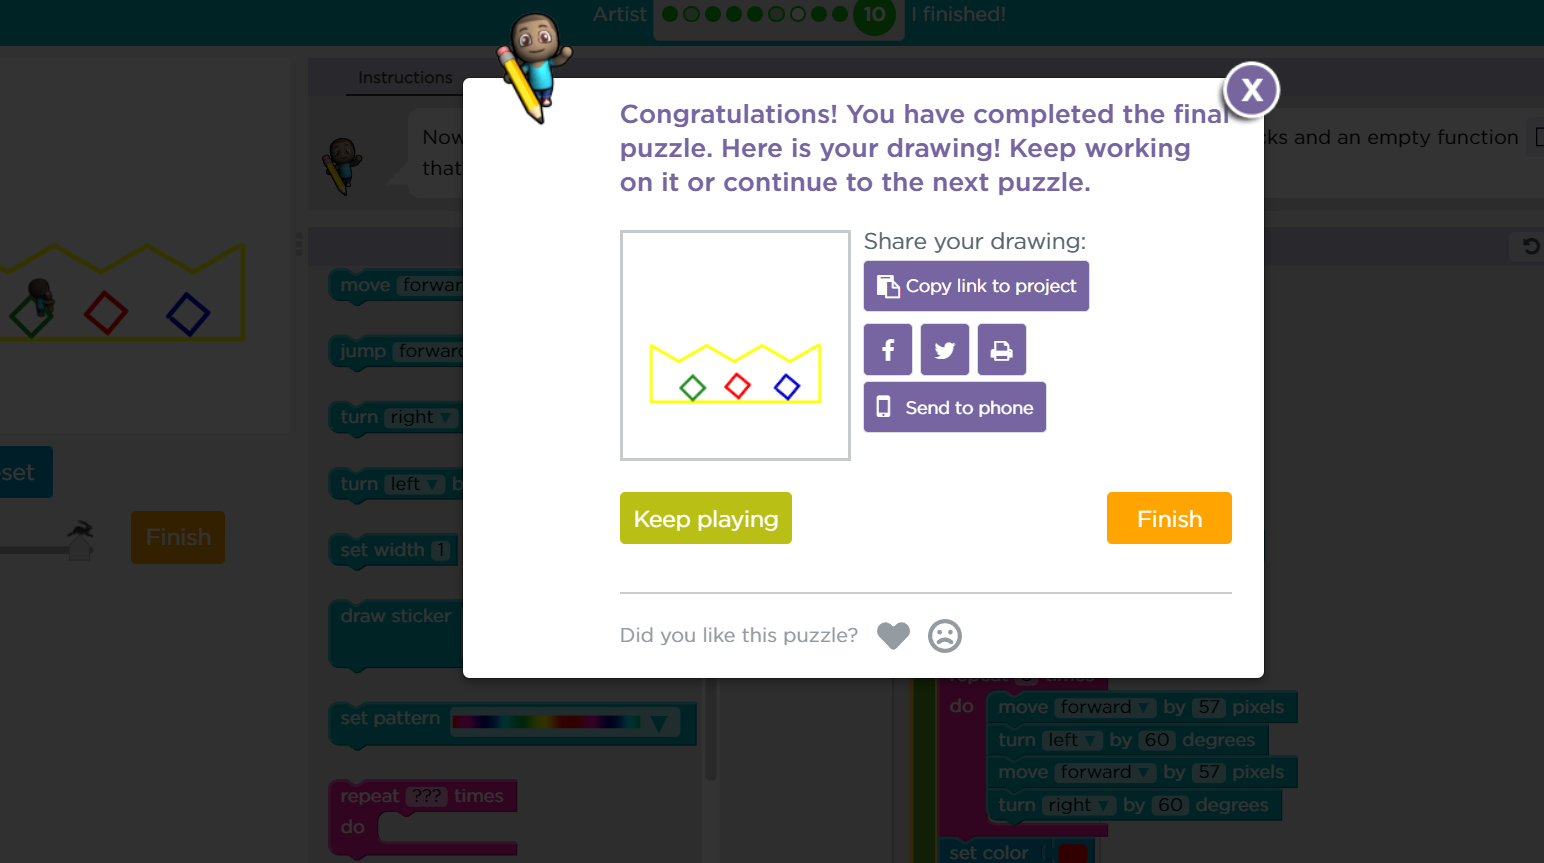 Artist 10 I finished!
Instructions
Now
cks and an empty function
that
X
Congratulations! You have completed the final
puzzle. Here is your drawing! Keep working
on it or continue to the next puzzle.
Share your drawing:
Copy link to project
Send to phone
Keep playing
Finish
Did you like this puzzle?
set
Finish
move forwar
jump forward
turn right
turn left b
set width 1
draw sticker
set pattern
repeat ??? times
do
repeat times
do move forward by 57 pixels
turn left by 60 degrees
move forward by 57 pixels
turn right by 60 degrees
set color